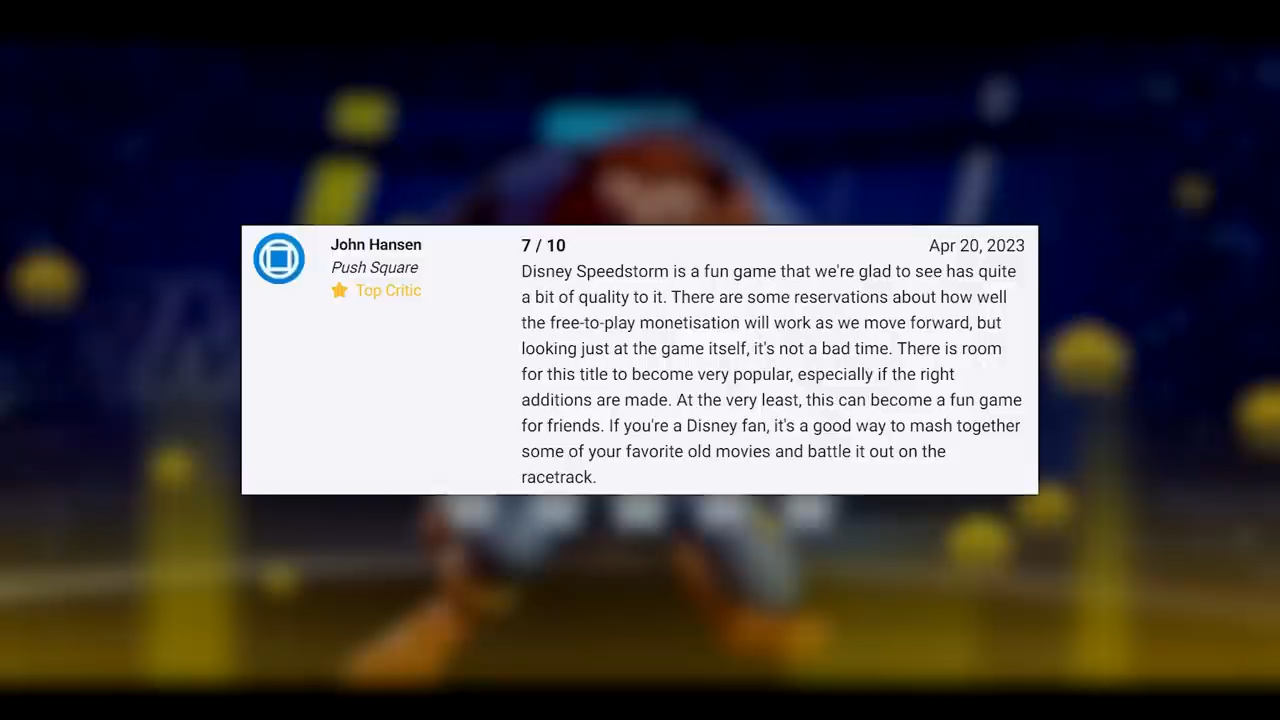 John Hansen
Push Square
Top Critic
7 / 10
Apr 20, 2023
Disney Speedstorm is a fun game that we're glad to see has quite
a bit of quality to it. There are some reservations about how well
the free-to-play monetisation will work as we move forward, but
looking just at the game itself, it's not a bad time. There is room
for this title to become very popular, especially if the right
additions are made. At the very least, this can become a fun game
for friends. If you're a Disney fan, it's a good way to mash together
some of your favorite old movies and battle it out on the
racetrack.